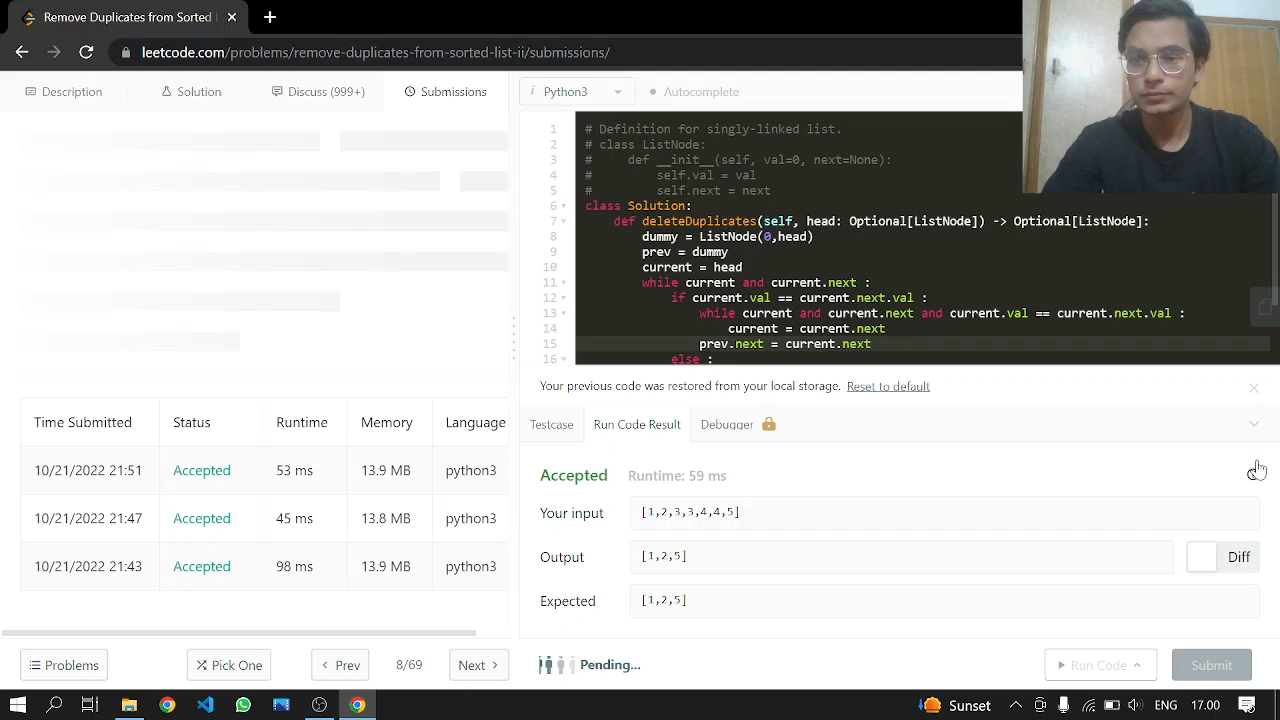 Remove Duplicates from Sorted L
leetcode.com/problems/remove-duplicates-from-sorted-list-ii/submissions/
Description
Solution
Discuss (999+)
Submissions
i Python3
Autocomplete
1 # Definition for singly-linked list.
2 # class ListNode:
3 #     def __init__(self, val=0, next=None):
4 #         self.val = val
5 #         self.next = next
6 class Solution:
7     def deleteDuplicates(self, head: Optional[ListNode]) -> Optional[ListNode]:
8         dummy = ListNode(0,head)
9         prev = dummy
10         current = head
11         while current and current.next :
12             if current.val == current.next.val :
13                 while current and current.next and current.val == current.next.val :
14                     current = current.next
15                 prev.next = current.next
16             else :
Your previous code was restored from your local storage. Reset to default
Testcase
Run Code Result
Debugger
Accepted Runtime: 59 ms
Your input [1,2,3,3,4,4,5]
Output [1,2,5]
Diff
Expected [1,2,5]
Time Submitted Status Runtime Memory Language
10/21/2022 21:51 Accepted 53 ms 13.9 MB python3
10/21/2022 21:47 Accepted 45 ms 13.8 MB python3
10/21/2022 21:43 Accepted 98 ms 13.9 MB python3
Problems
Pick One
Prev
8/69
Next
Pending...
Run Code
Submit
Sunset
ENG
17.00